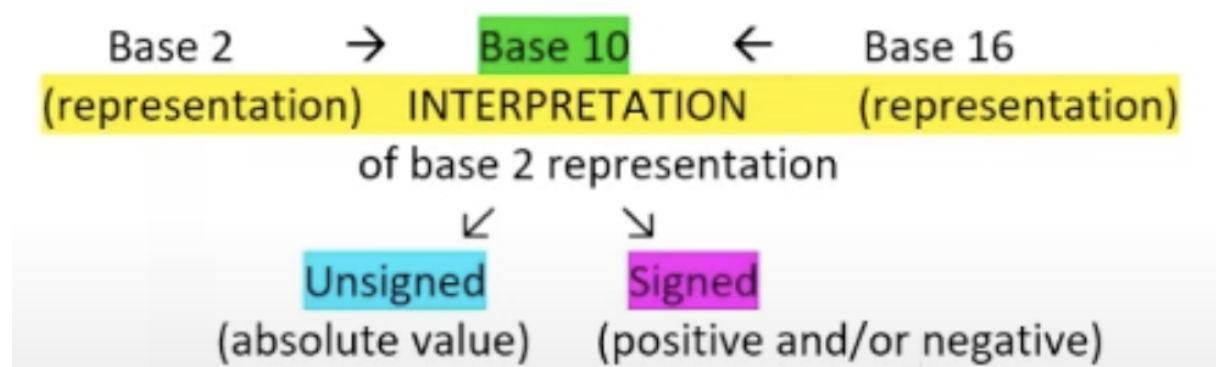 Base 2 → Base 10 ← Base 16
(representation) INTERPRETATION (representation)
of base 2 representation
↙ ↘
Unsigned Signed
(absolute value) (positive and/or negative)